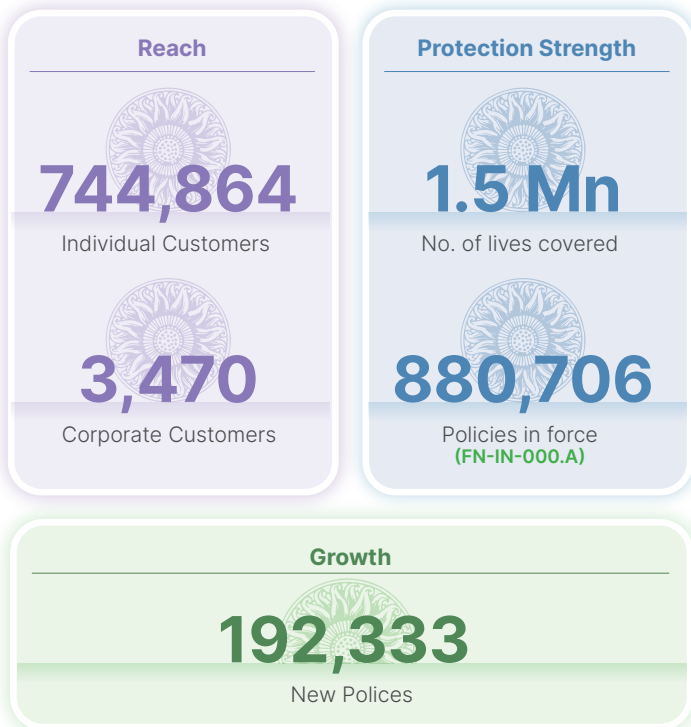 Reach
744,864
Individual Customers
3,470
Corporate Customers
Protection Strength
1.5 Mn
No. of lives covered
880,706
Policies in force
(FN-IN-000.A)
Growth
192,333
New Polices